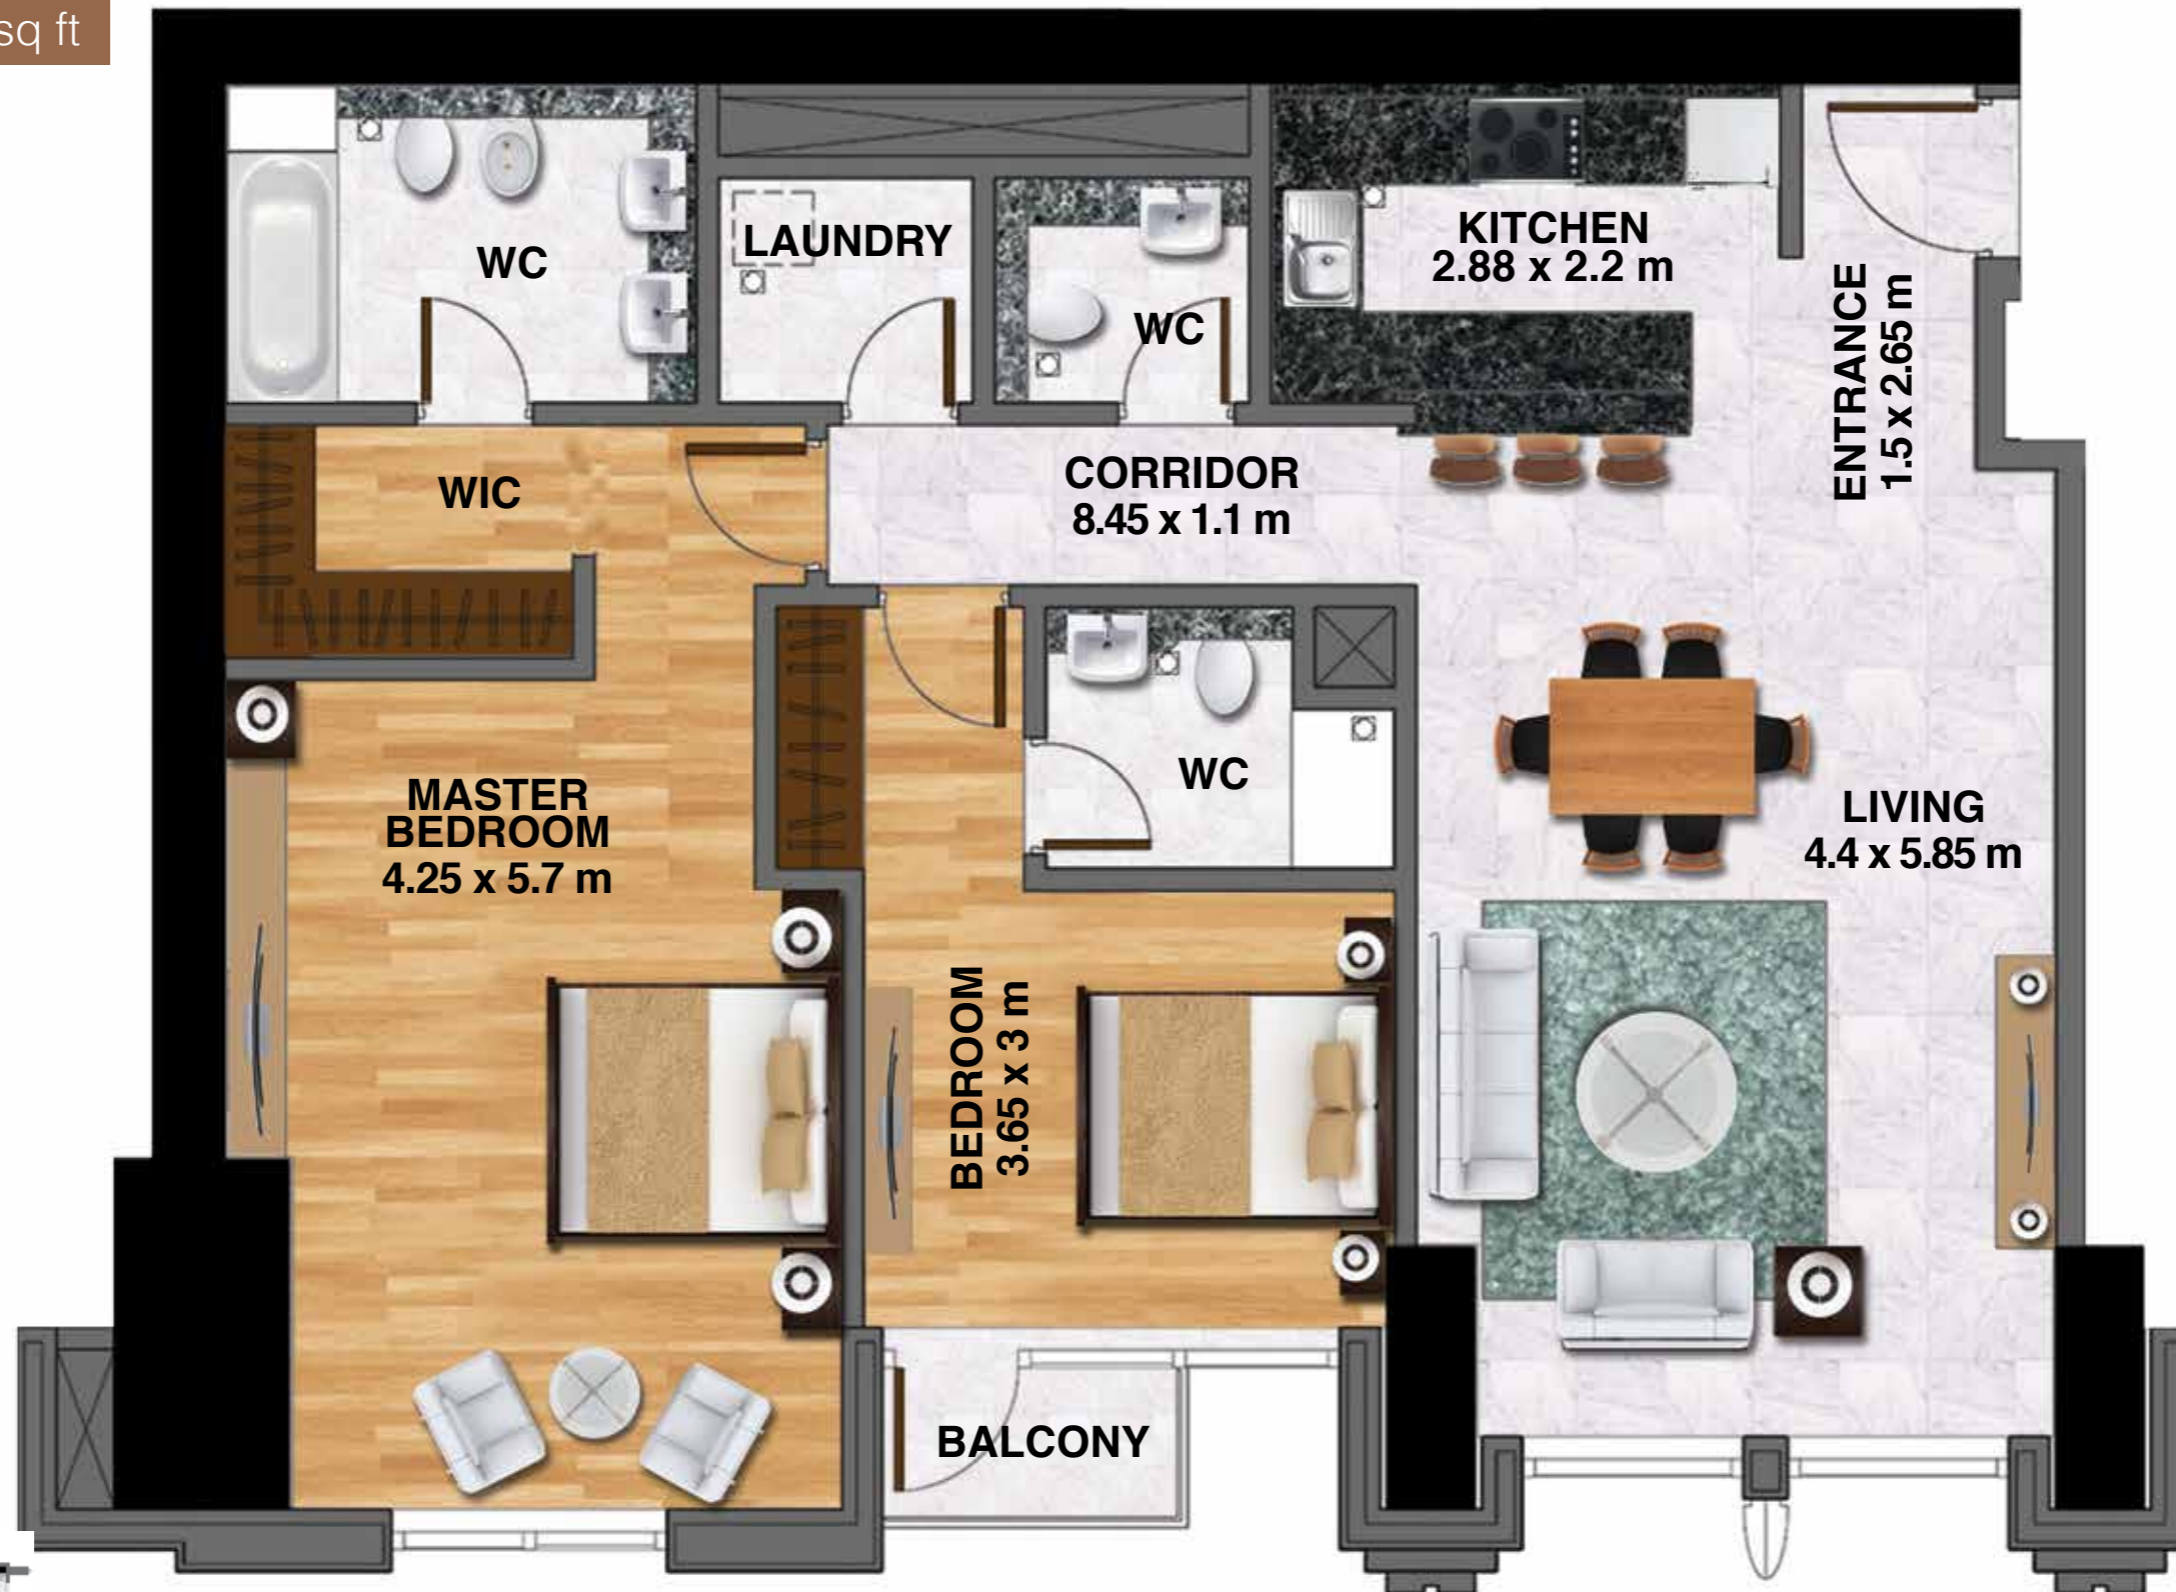 sq ft
WC
LAUNDRY
WC
KITCHEN
2.88 x 2.2 m
ENTRANCE
1.5 x 2.65 m
WIC
CORRIDOR
8.45 x 1.1 m
MASTER
BEDROOM
4.25 x 5.7 m
WC
LIVING
4.4 x 5.85 m
BEDROOM
3.65 x 3 m
BALCONY